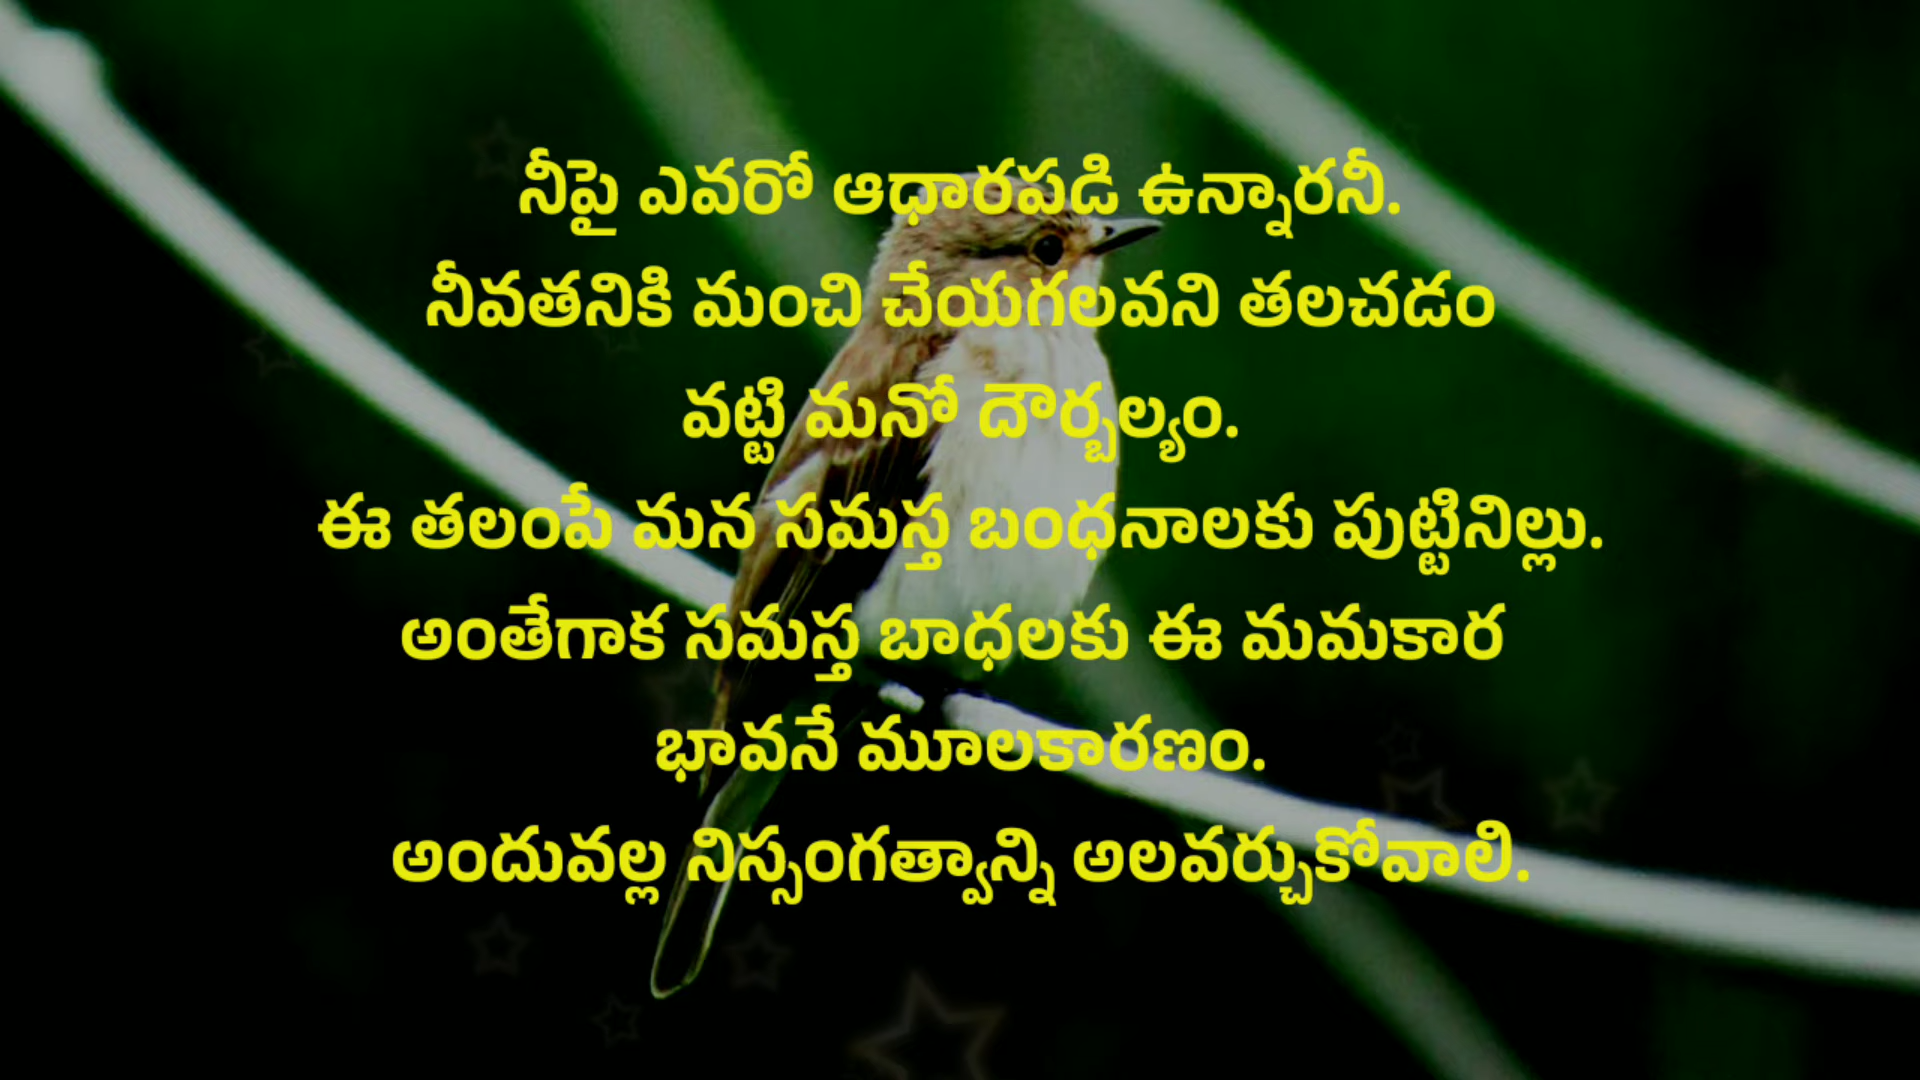 నీపై ఎవరో ఆధారపడి ఉన్నారనీ.
నీవతనికి మంచి చేయగలవని తలచడం
వట్టి మనో దౌర్బల్యం.
ఈ తలంపే మన సమస్త బంధనాలకు పుట్టినిల్లు.
అంతేగాక సమస్త బాధలకు ఈ మమకార
భావనే మూలకారణం.
అందువల్ల నిస్సంగత్వాన్ని అలవర్చుకోవాలి.